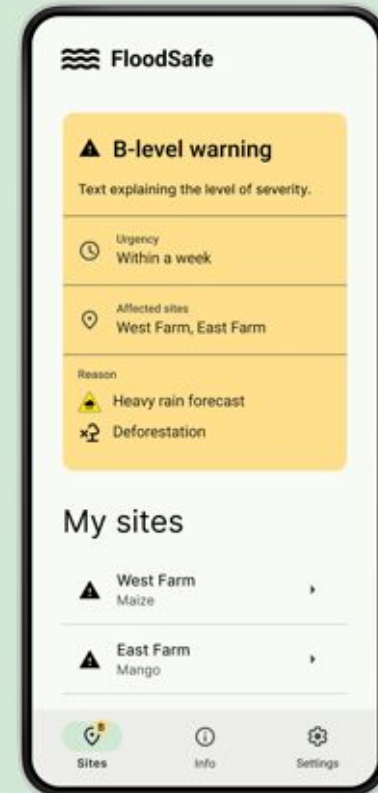 FloodSafe
B-level warning
Text explaining the level of severity.
Urgency
Within a week
Affected sites
West Farm, East Farm
Reason
Heavy rain forecast
Deforestation
My sites
West Farm
Maize
East Farm
Mango
B
Sites
Info
Settings